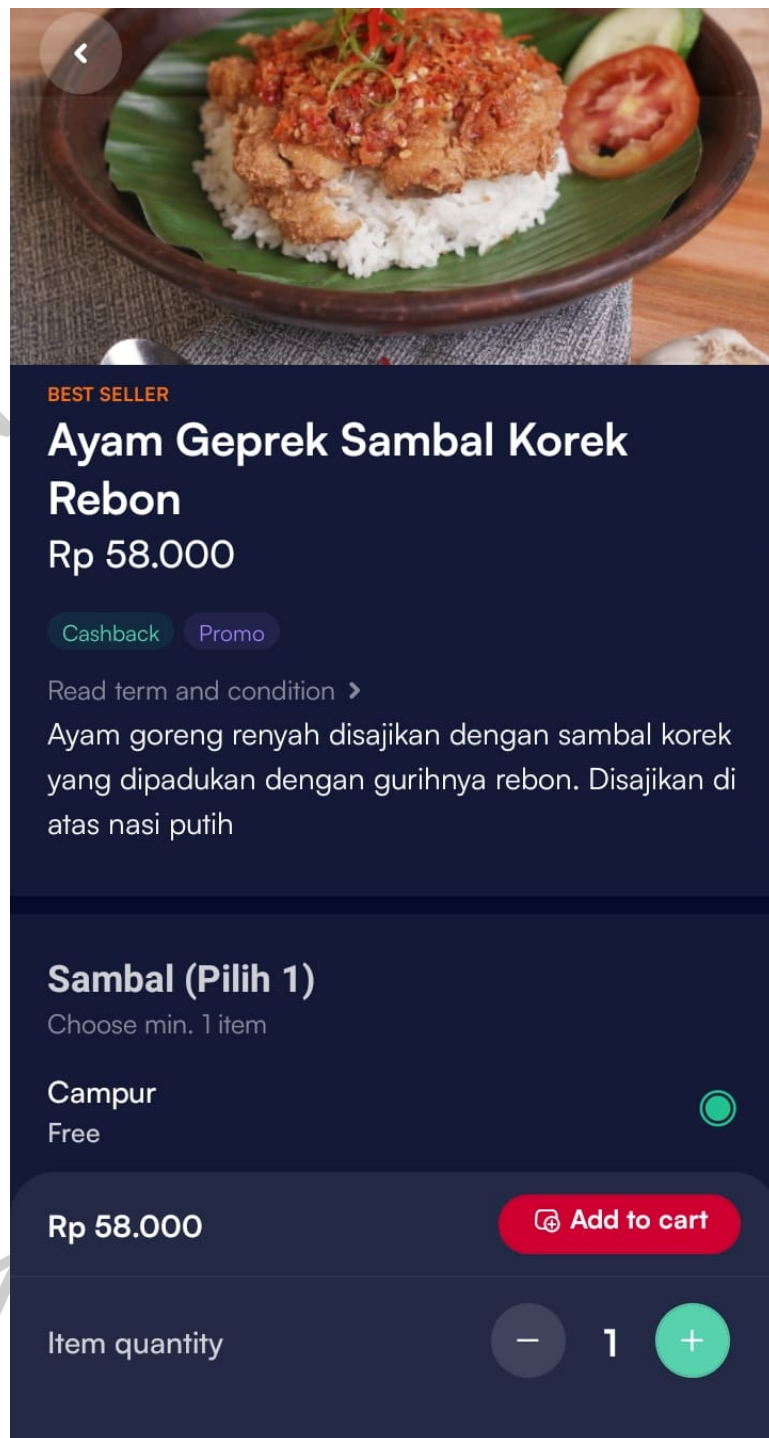 BEST SELLER
Ayam Geprek Sambal Korek
Rebon
Rp 58.000
Cashback Promo
Read term and condition
Ayam goreng renyah disajikan dengan sambal korek
yang dipadukan dengan gurihnya rebon. Disajikan di
atas nasi putih
Sambal (Pilih 1)
Choose min. 1 item
Campur
Free
Rp 58.000 Add to cart
Item quantity 1